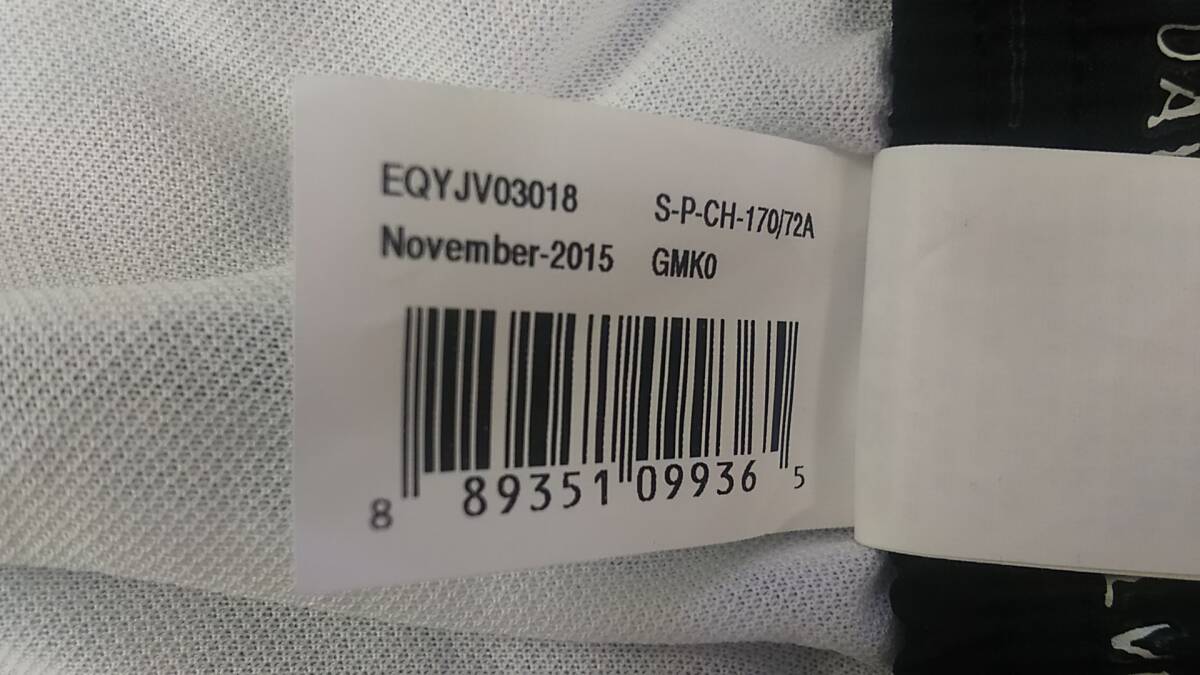 EQYJV03018 S-P-CH-170/72A
November-2015 GMK0
8 89351 09936 5